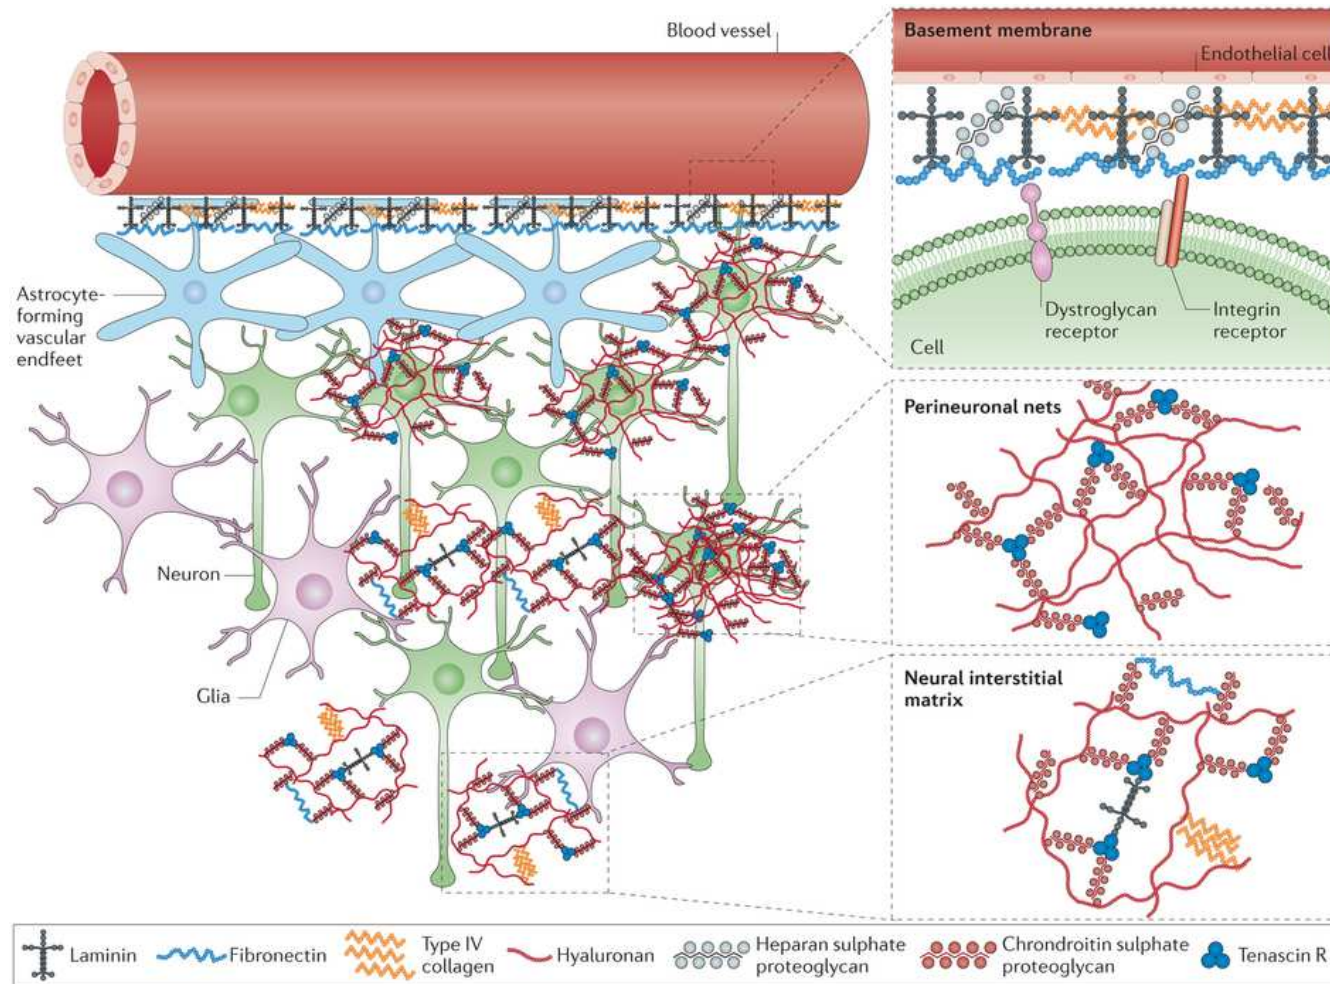 Blood vessel
Basement membrane
Endothelial cell
Astrocyte-
forming
vascular
endfeet
Dystroglycan
receptor
Integrin
receptor
Cell
Perineuronal nets
Neuron
Glia
Neural interstitial
matrix
Laminin
Fibronectin
Type IV
collagen
Hyaluronan
Heparan sulphate
proteoglycan
Chrondroitin sulphate
proteoglycan
Tenascin R